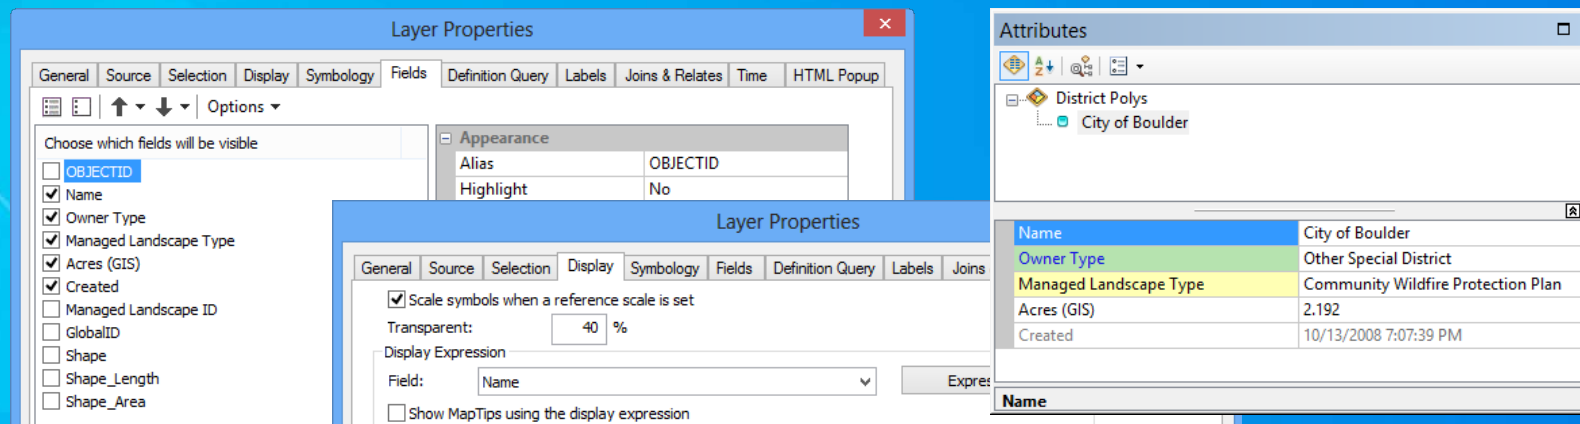 Layer Properties
General Source Selection Display Symbology Fields Definition Query Labels Joins & Relates Time HTML Popup
Options
Choose which fields will be visible
OBJECTID
Name
Owner Type
Managed Landscape Type
Acres (GIS)
Created
Managed Landscape ID
GlobalID
Shape
Shape_Length
Shape_Area
Appearance
Alias OBJECTID
Highlight No
Layer Properties
General Source Selection Display Symbology Fields Definition Query Labels Joins
Scale symbols when a reference scale is set
Transparent: 40 %
Display Expression
Field: Name Expres
Show MapTips using the display expression
Attributes
District Polys
City of Boulder
Name City of Boulder
Owner Type Other Special District
Managed Landscape Type Community Wildfire Protection Plan
Acres (GIS) 2.192
Created 10/13/2008 7:07:39 PM
Name